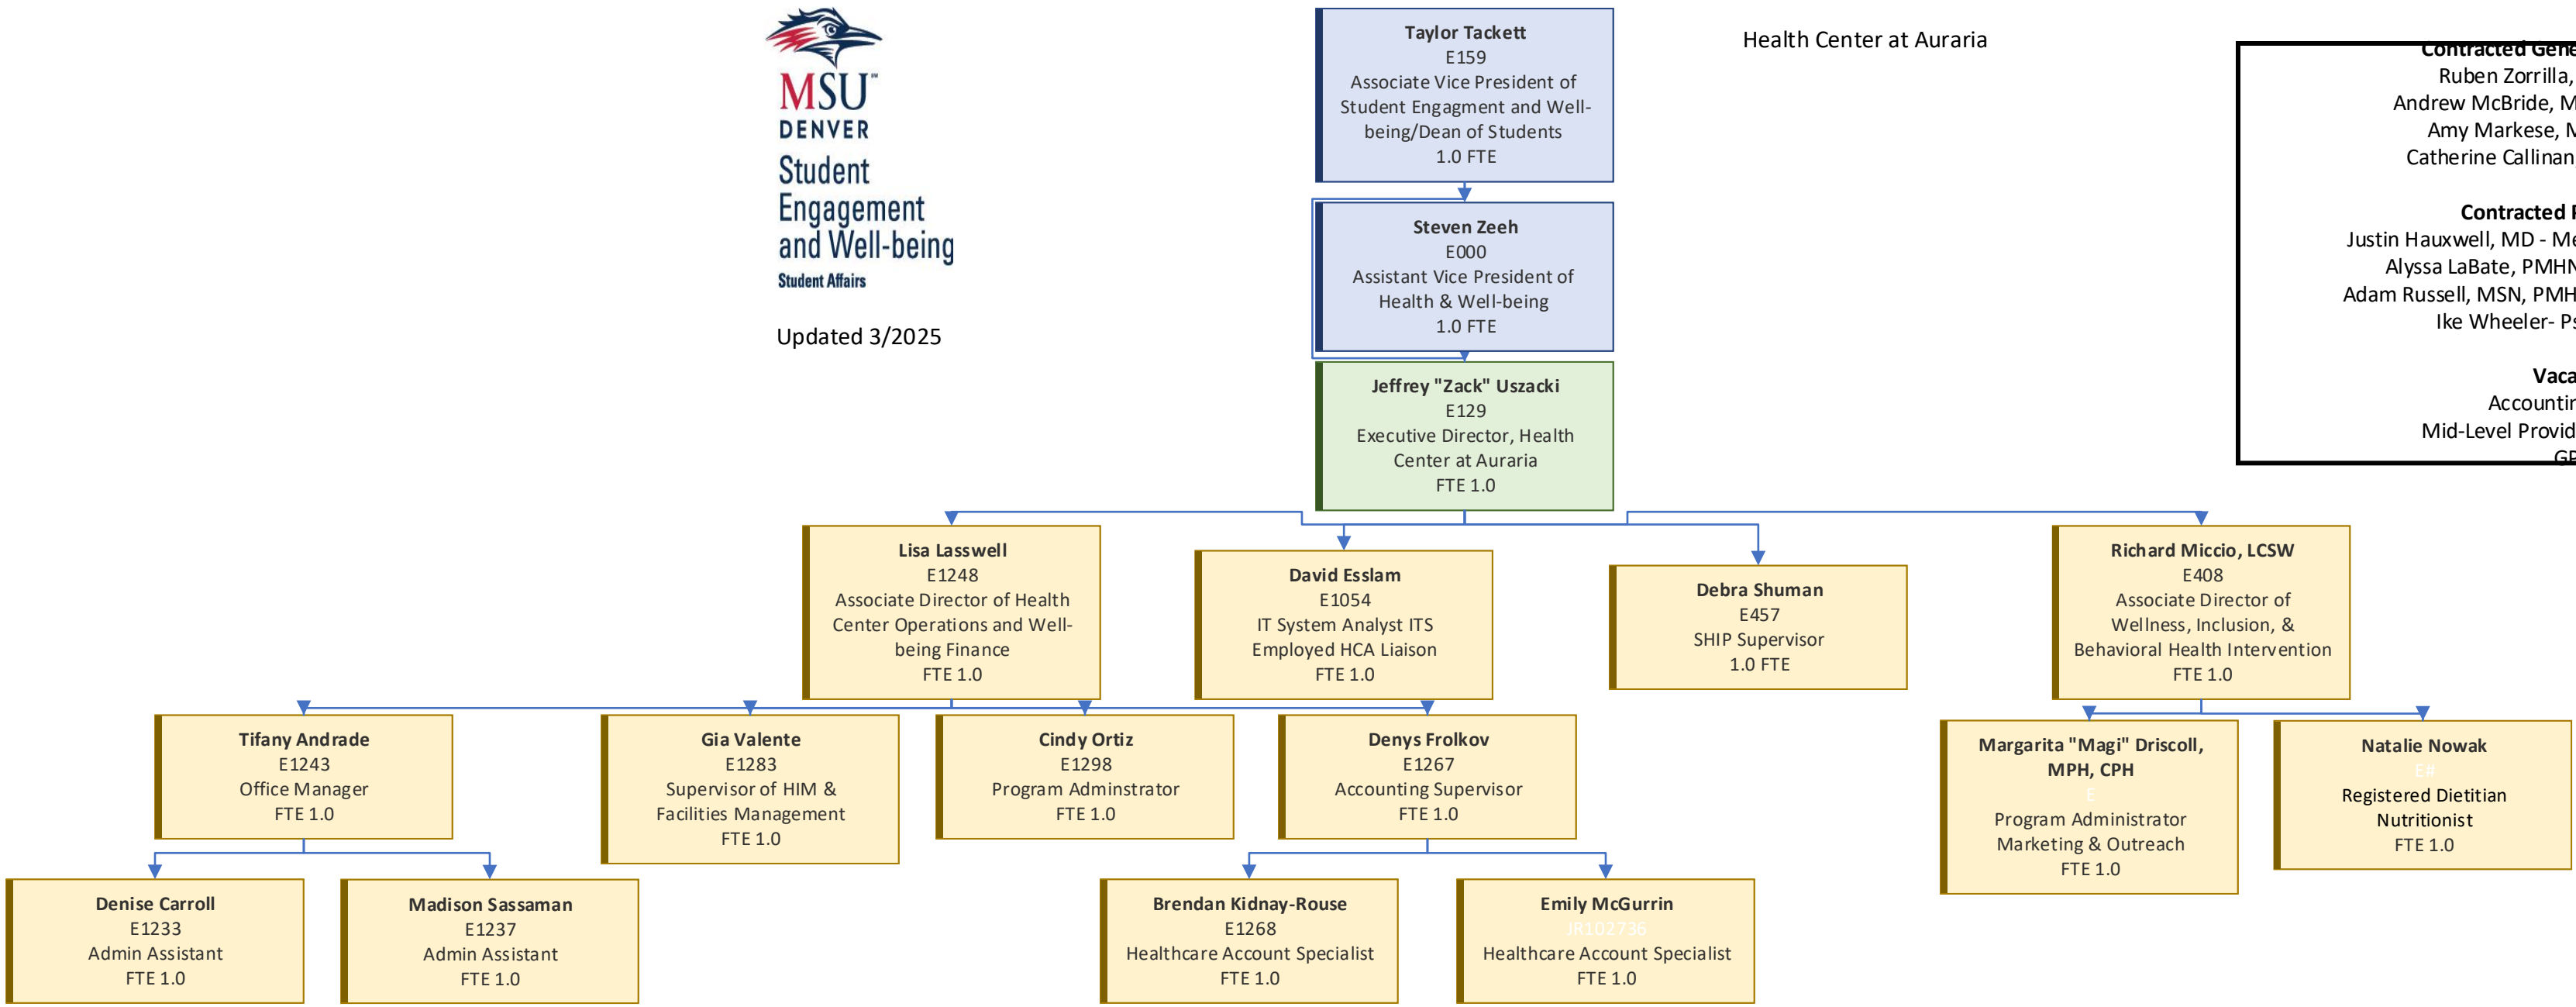 MSU
DENVER
Student
Engagement
and Well-being
Student Affairs
Updated 3/2025
Taylor Tackett
E159
Associate Vice President of
Student Engagment and Well-
being/Dean of Students
1.0 FTE
Health Center at Auraria
Steven Zeeh
E000
Assistant Vice President of
Health & Well-being
1.0 FTE
Jeffrey "Zack" Uszacki
E129
Executive Director, Health
Center at Auraria
FTE 1.0
Contracted
Ruben Zorrilla,
Andrew McBride,
Amy Markese,
Catherine Callinan
Contracted
Justin Hauxwell, MD -
Alyssa LaBate,
Adam Russell, MSN,
Ike Wheeler-
Mid-Level
Lisa Lasswell
E1248
Associate Director of Health
Center Operations and Well-
being Finance
FTE 1.0
David Esslam
E1054
IT System Analyst ITS
Employed HCA Liaison
FTE 1.0
Debra Shuman
E457
SHIP Supervisor
1.0 FTE
Richard Miccio, LCSW
E408
Associate Director of
Wellness, Inclusion, &
Behavioral Health Intervention
FTE 1.0
Tifany Andrade
E1243
Office Manager
FTE 1.0
Gia Valente
E1283
Supervisor of HIM &
Facilities Management
FTE 1.0
Cindy Ortiz
E1298
Program Adminstrator
FTE 1.0
Denys Frolkov
E1267
Accounting Supervisor
FTE 1.0
Margarita "Magi" Driscoll,
MPH, CPH
E
Program Administrator
Marketing & Outreach
FTE 1.0
Natalie Nowak
E#
Registered Dietitian
Nutritionist
FTE 1.0
Denise Carroll
E1233
Admin Assistant
FTE 1.0
Madison Sassaman
E1237
Admin Assistant
FTE 1.0
Brendan Kidnay-Rouse
E1268
Healthcare Account Specialist
FTE 1.0
Emily McGurrin
JR102736
Healthcare Account Specialist
FTE 1.0